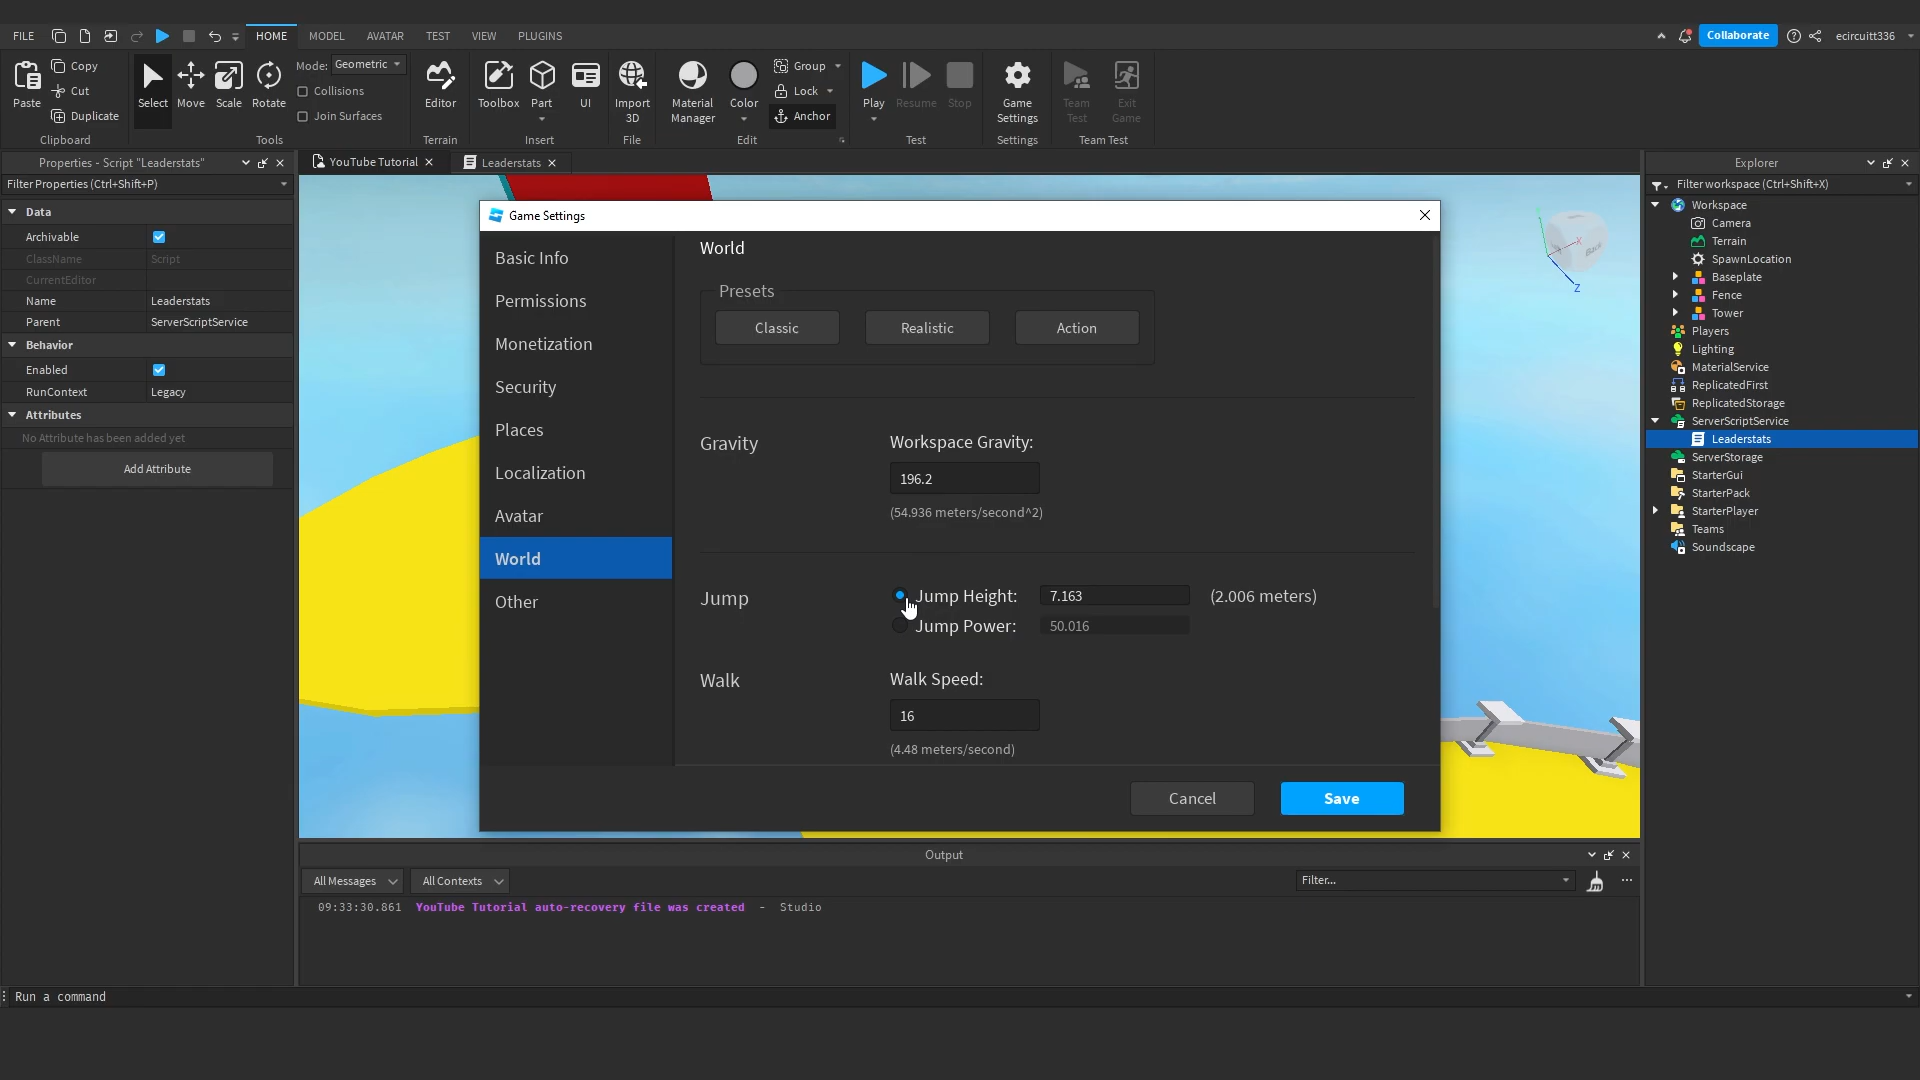 FILE HOME MODEL AVATAR TEST VIEW PLUGINS Collaborate ecircuitt336
Copy
Cut
Duplicate
Paste
Clipboard
Select Move Scale Rotate
Mode: Geometric
Collisions
Join Surfaces
Tools
Editor
Terrain
Toolbox Part UI
Insert
Import
3D
File
Material
Manager
Color
Group
Lock
Anchor
Edit
Play Resume Stop
Test
Game
Settings
Settings
Team
Test
Exit
Game
Team Test
Properties - Script "Leaderstats"
Filter Properties (Ctrl+Shift+P)
Data
Archivable
ClassName Script
CurrentEditor
Name Leaderstats
Parent ServerScriptService
Behavior
Enabled
RunContext Legacy
Attributes
No Attribute has been added yet
Add Attribute
YouTube Tutorial Leaderstats
Game Settings
Basic Info
Permissions
Monetization
Security
Places
Localization
Avatar
World
Other
World
Presets
Classic Realistic Action
Gravity Workspace Gravity:
196.2
(54.936 meters/second^2)
Jump Jump Height: 7.163 (2.006 meters)
Jump Power: 50.016
Walk Walk Speed:
16
(4.48 meters/second)
Cancel Save
X
Back
Z
Explorer
Filter workspace (Ctrl+Shift+X)
Workspace
Camera
Terrain
SpawnLocation
Baseplate
Fence
Tower
Players
Lighting
MaterialService
ReplicatedFirst
ReplicatedStorage
ServerScriptService
Leaderstats
ServerStorage
StarterGui
StarterPack
StarterPlayer
Teams
Soundscape
Output
All Messages All Contexts Filter...
09:33:30.861 YouTube Tutorial auto-recovery file was created - Studio
Run a command